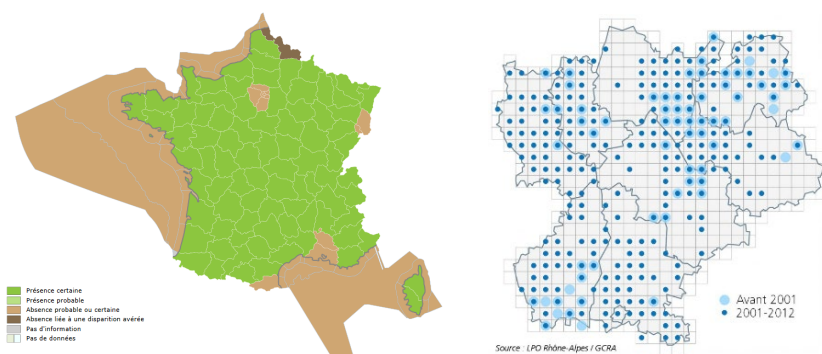 Présence certaine
Présence probable
Absence probable ou certaine
Absence liée à une disparition avérée
Pas d'information
Pas de données
Avant 2001
2001-2012
Source : LPO Rhône-Alpes / GCRA